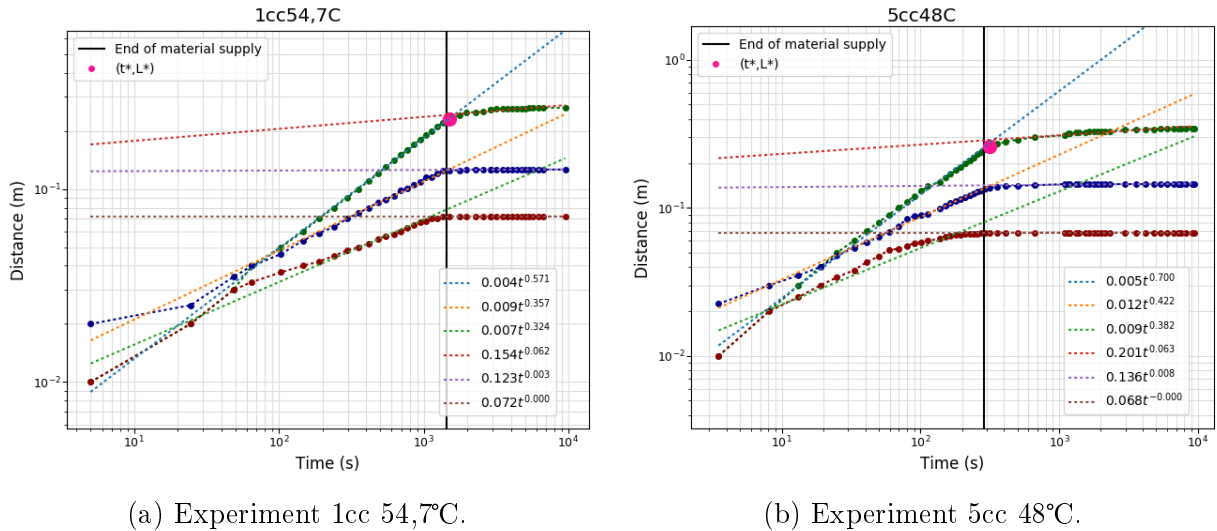 1cc54,7C
End of material supply
(t*,L*)
Distance (m)
10⁻¹
10⁻²
0.004t^0.571
0.009t^0.357
0.007t^0.324
0.154t^0.062
0.123t^0.003
0.072t^0.000
10¹
10²
10³
10⁴
Time (s)
(a) Experiment 1cc 54,7°C.
5cc48C
End of material supply
(t*,L*)
Distance (m)
10⁰
10⁻¹
10⁻²
0.005t^0.700
0.012t^0.422
0.009t^0.382
0.201t^0.063
0.136t^0.008
0.068t^−0.000
10¹
10²
10³
10⁴
Time (s)
(b) Experiment 5cc 48°C.